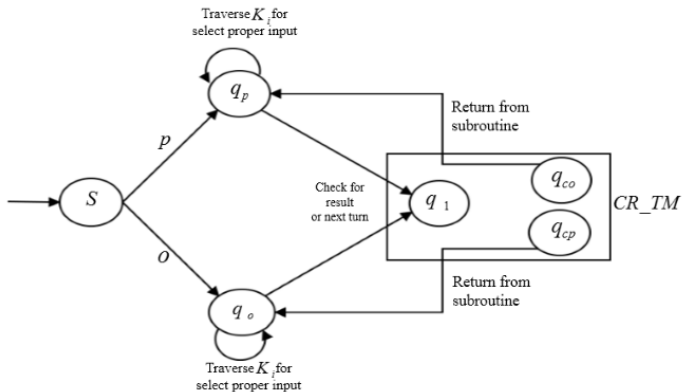 Traverse K_i for
select proper input
q_p
Return from
subroutine
p
S
Check for
result
or next turn
q_1
q_co
q_cp
CR_TM
O
q_o
Return from
subroutine
Traverse K_i for
select proper input